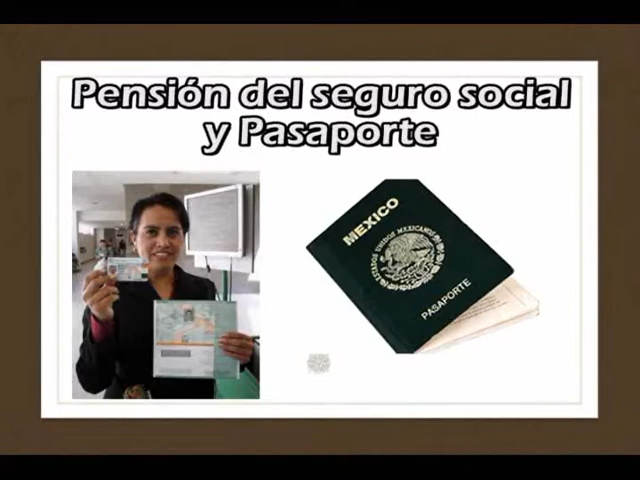 Pensión del seguro social
y Pasaporte
MEXICO
ESTADOS UNIDOS MEXICANOS
PASAPORTE